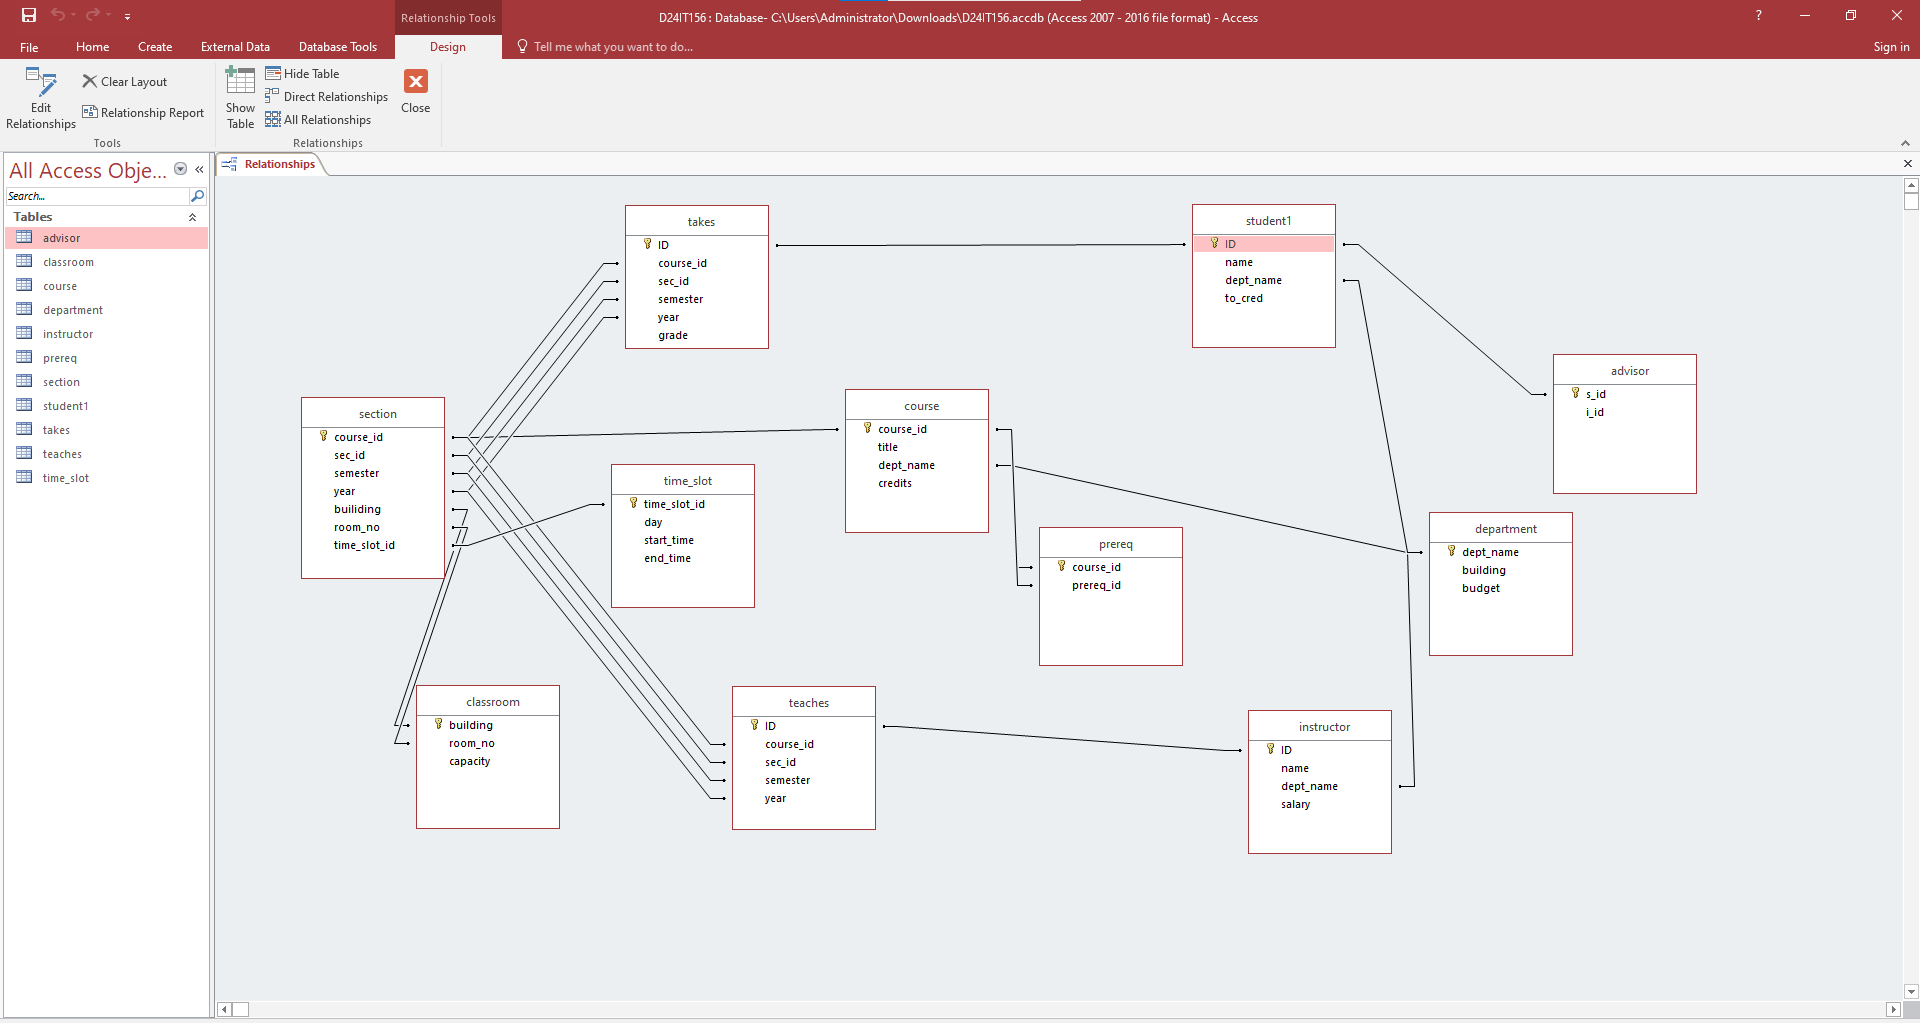 Relationship Tools
D24IT156 : Database- C:\Users\Administrator\Downloads\D24IT156.accdb (Access 2007 - 2016 file format) - Access
File Home Create External Data Database Tools Design Tell me what you want to do... Sign in
Edit Relationships
Clear Layout
Relationship Report
Tools
Show Table
Hide Table
Direct Relationships
All Relationships
Close
Relationships
All Access Obje...
Search...
Tables
advisor
classroom
course
department
instructor
prereq
section
student1
takes
teaches
time_slot
Relationships
takes
ID
course_id
sec_id
semester
year
grade
student1
ID
name
dept_name
to_cred
advisor
s_id
i_id
section
course_id
sec_id
semester
year
builiding
room_no
time_slot_id
course
course_id
title
dept_name
credits
time_slot
time_slot_id
day
start_time
end_time
prereq
course_id
prereq_id
department
dept_name
building
budget
classroom
building
room_no
capacity
teaches
ID
course_id
sec_id
semester
year
instructor
ID
name
dept_name
salary